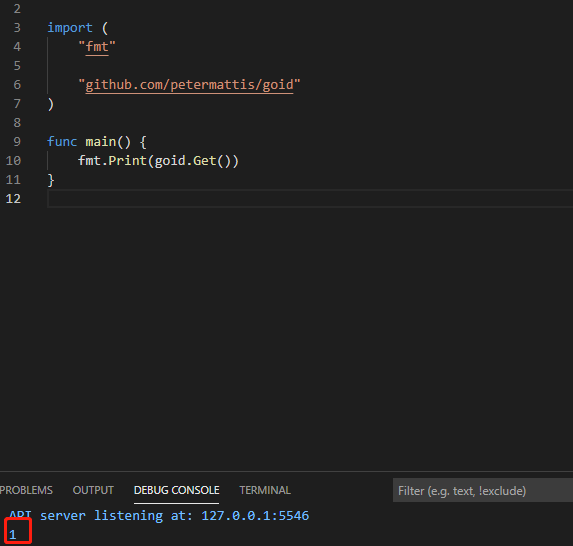 2
3 import (
4 "fmt"
5
6 "github.com/petermattis/goid"
7 )
8
9 func main() {
10 fmt.Print(goid.Get())
11 }
12
PROBLEMS OUTPUT DEBUG CONSOLE TERMINAL Filter (e.g. text, !exclude)
API server listening at: 127.0.0.1:5546
1